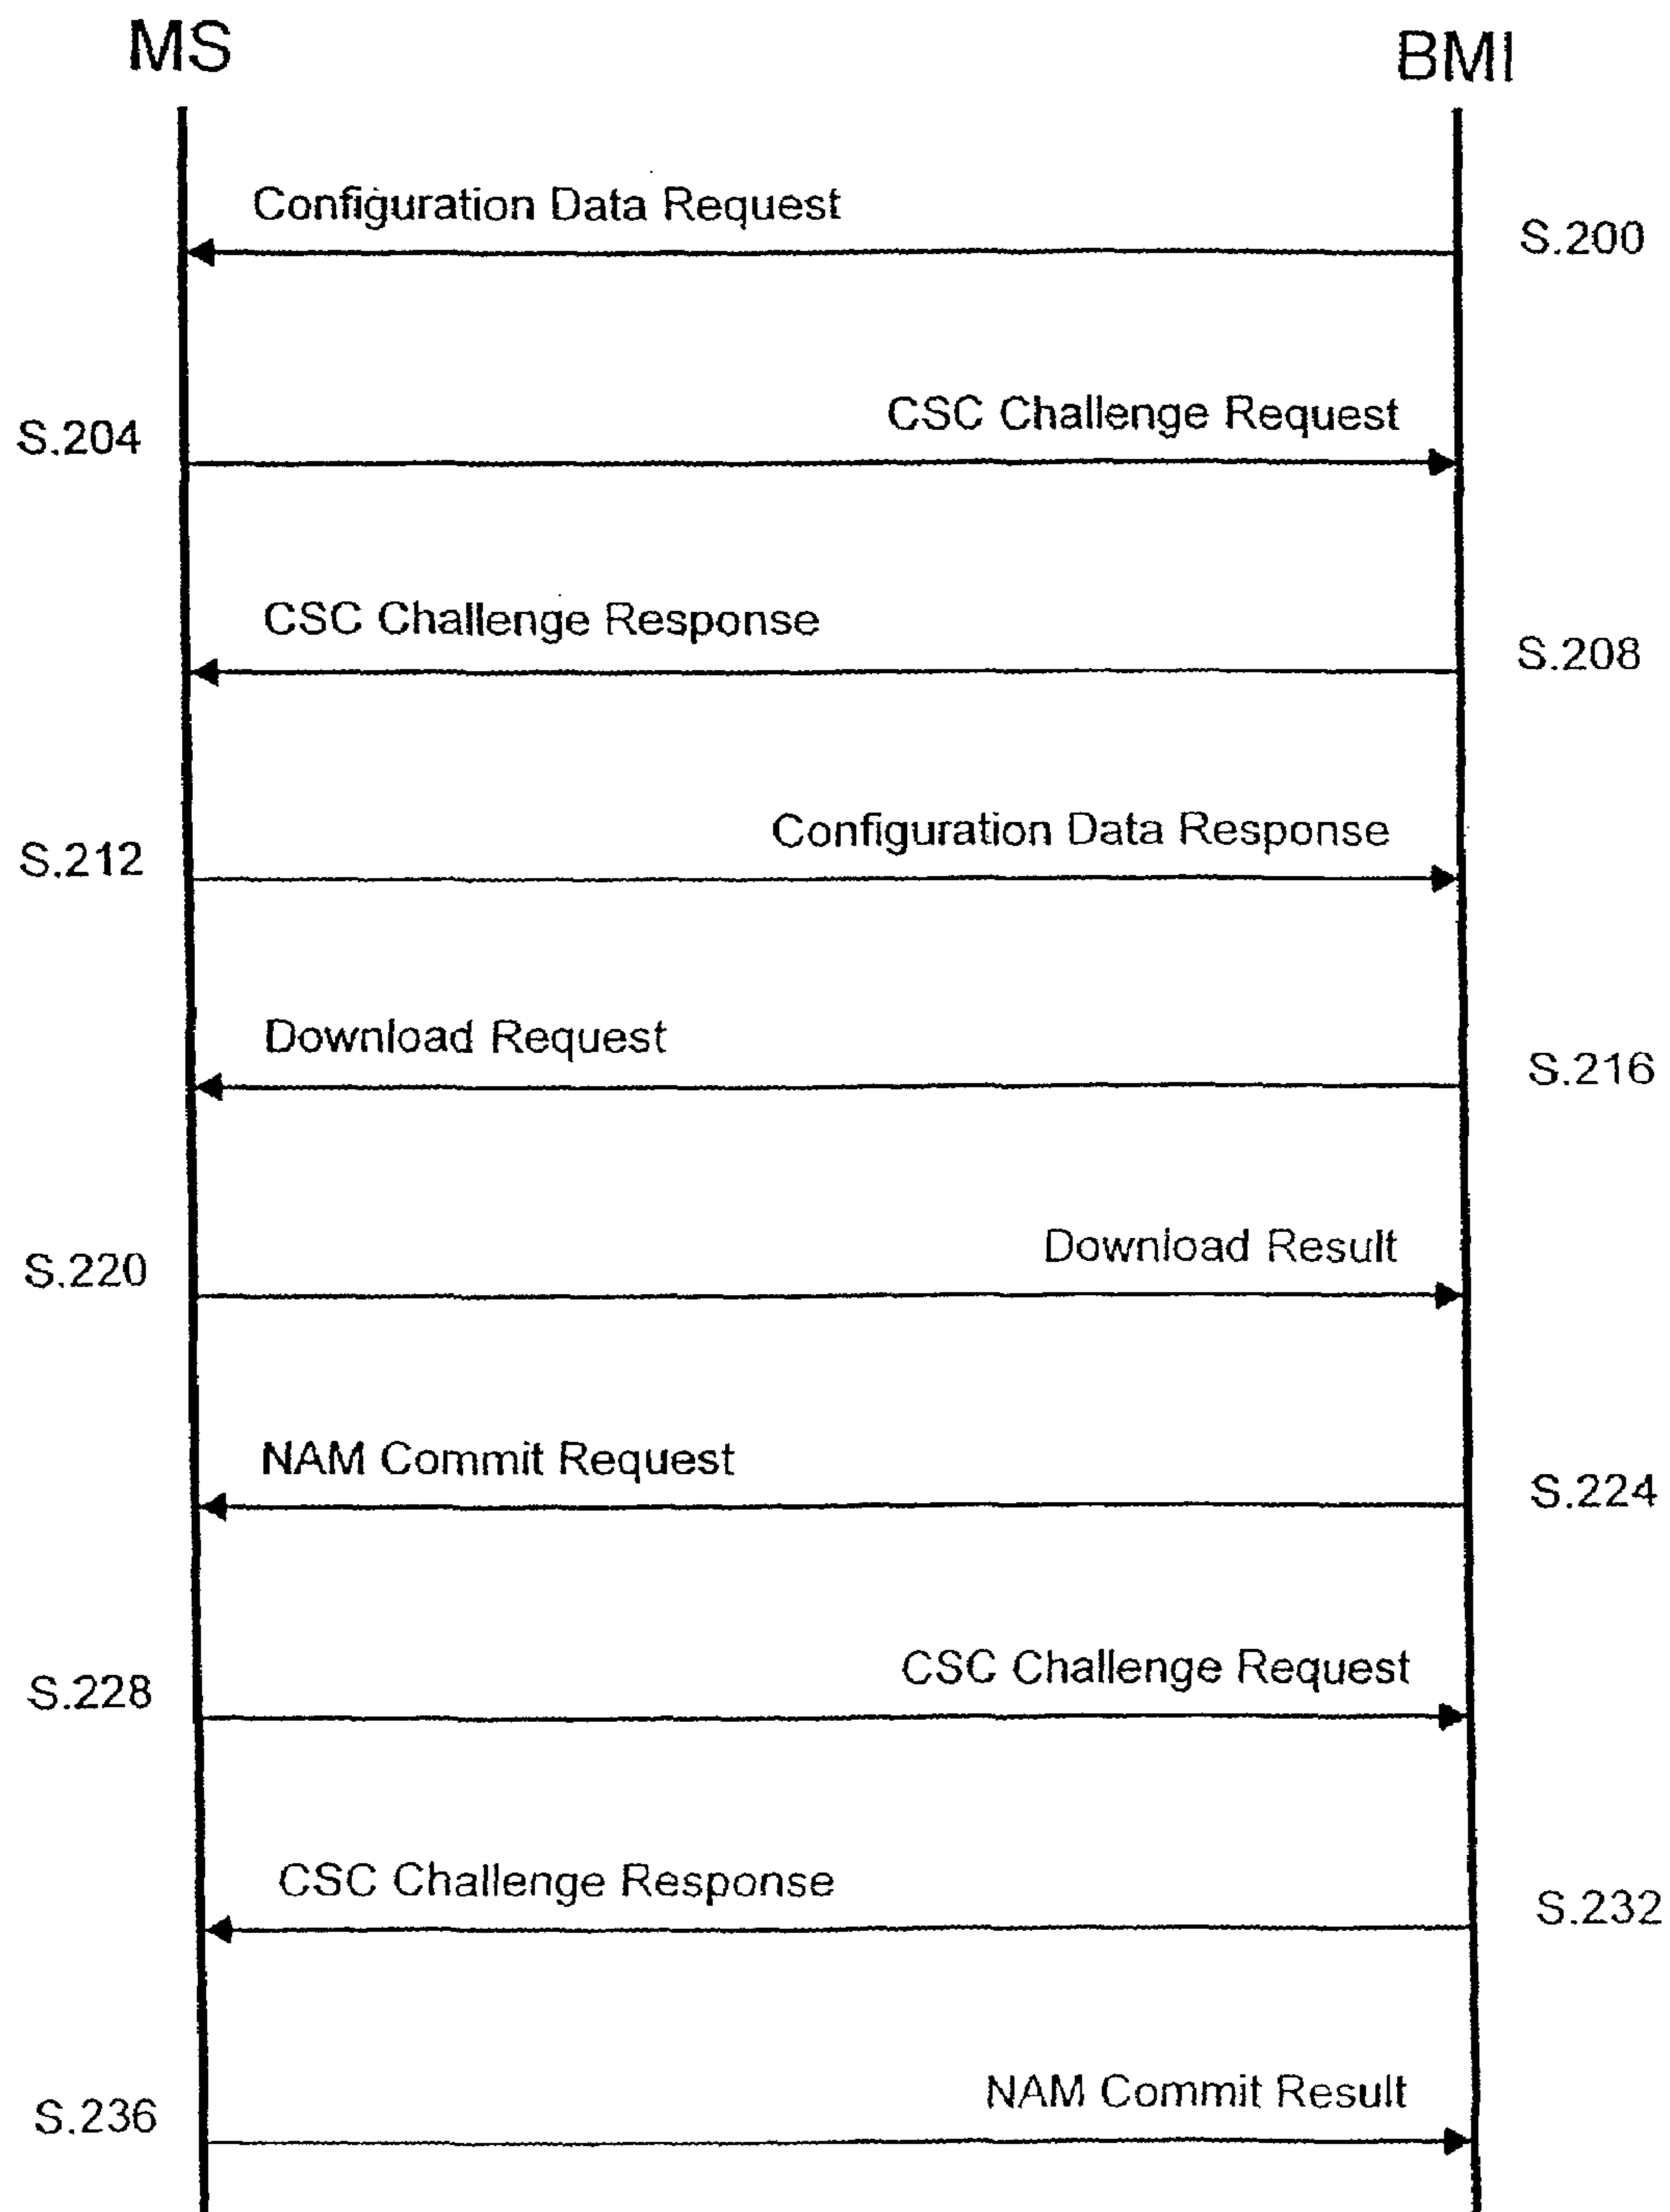 MS
BMI
Configuration Data Request
S.200
CSC Challenge Request
S.204
CSC Challenge Response
S.208
Configuration Data Response
S.212
Download Request
S.216
Download Result
S.220
NAM Commit Request
S.224
CSC Challenge Request
S.228
CSC Challenge Response
S.232
NAM Commit Result
S.236